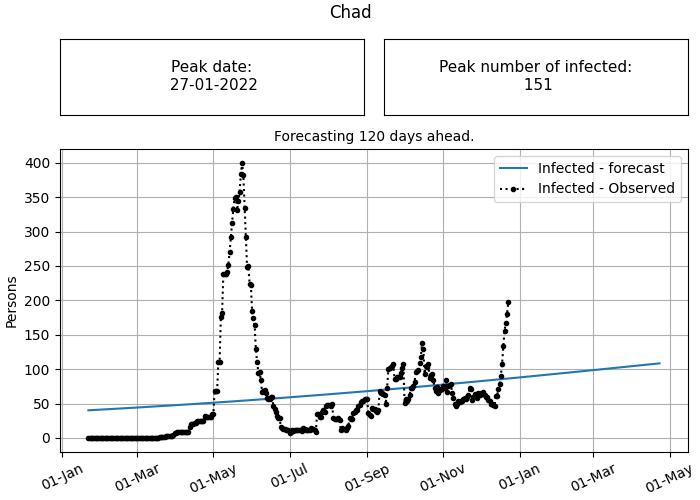 Chad
Peak date:
27-01-2022
Peak number of infected:
151
Forecasting 120 days ahead.
Persons
400
350
300
250
200
150
100
50
0
Infected - forecast
Infected - Observed
01-Jan
01-Mar
01-May
01-Jul
01-Sep
01-Nov
01-Jan
01-Mar
01-May